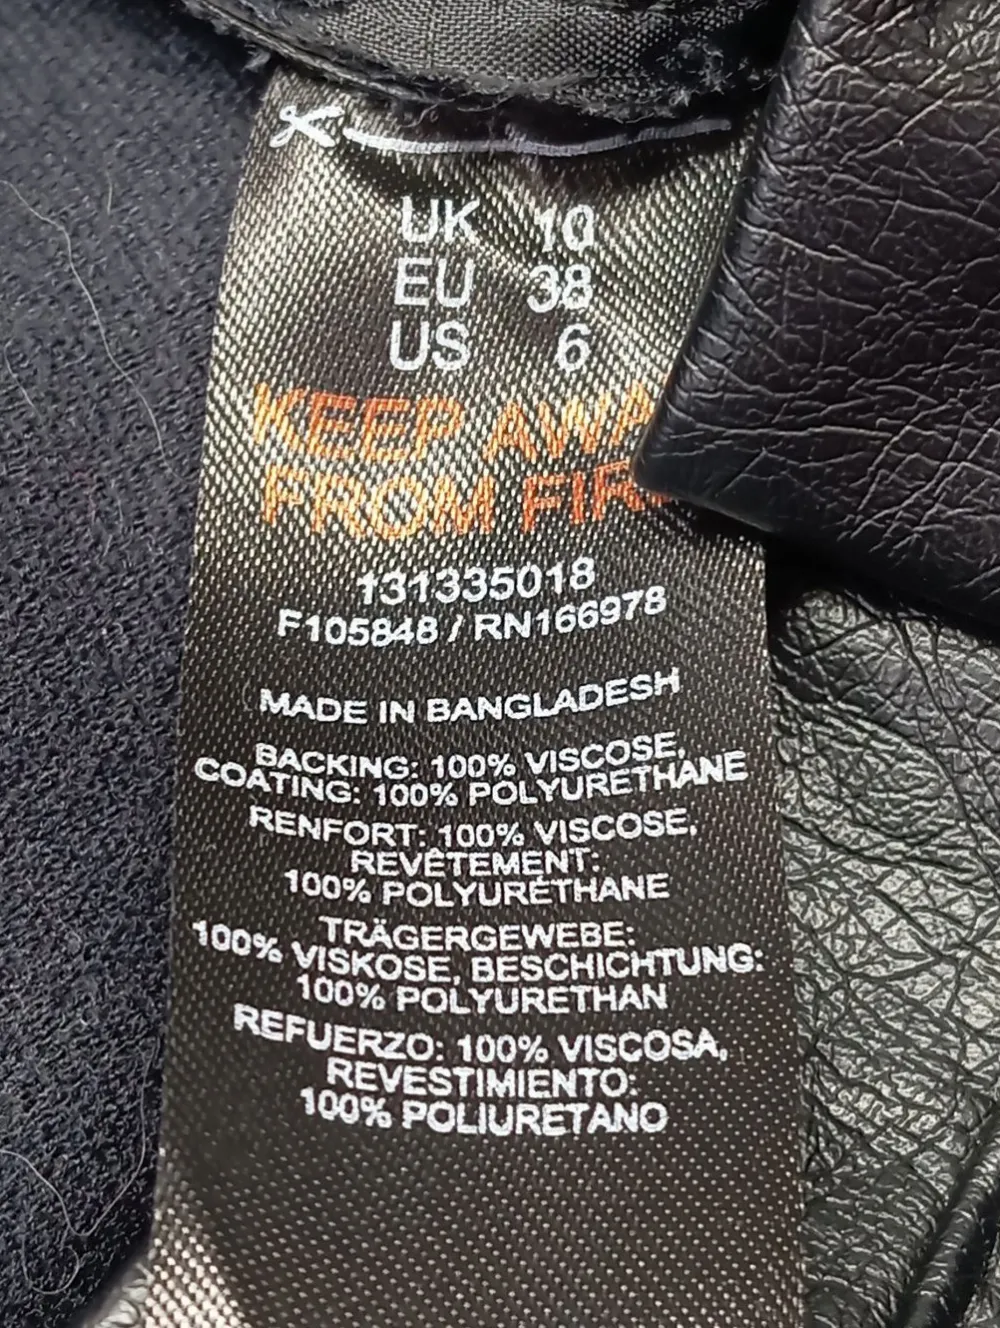 UK 10
EU 38
US 6
KEEP AWA
FROM FIR
131335018
F105848 / RN166978
MADE IN BANGLADESH
BACKING: 100% VISCOSE,
COATING: 100% POLYURETHANE
RENFORT: 100% VISCOSE,
REVÊTEMENT:
100% POLYURÉTHANE
TRÄGERGEWEBE:
100% VISKOSE, BESCHICHTUNG:
100% POLYURETHAN
REFUERZO: 100% VISCOSA,
REVESTIMIENTO:
100% POLIURETANO